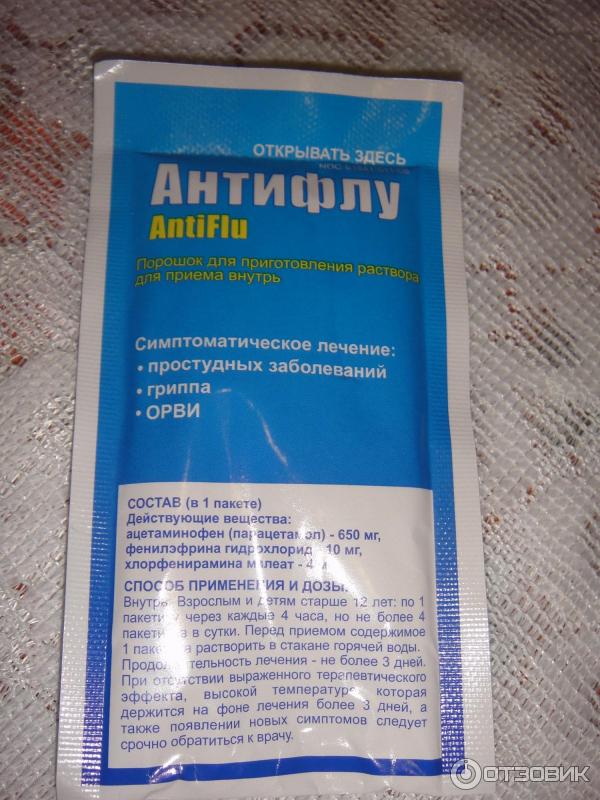 ОТКРЫВАТЬ ЗДЕСЬ
NDC
Антифлу
AntiFlu
Порошок для приготовления раствора
для приема внутрь
Симптоматическое лечение:
• простудных заболеваний
• гриппа
• ОРВИ
СОСТАВ (в 1 пакете)
Действующие вещества:
ацетаминофен (парацетамол) - 650 мг,
фенилэфрина гидрохлорид - 10 мг,
хлорфенирамина малеат - 4
СПОСОБ ПРИМЕНЕНИЯ И ДОЗЫ:
Внутрь. Взрослым и детям старше 12 лет: по 1
через каждые 4 часа, но не более 4
в сутки. Перед приемом содержимое
1 растворить в стакане горячей воды.
Продолжительность лечения - не более 3 дней.
При отсутствии выраженного терапевтического
эффекта, высокой температуре, которая
держится на фоне лечения более 3 дней, а
также появлении новых симптомов следует
срочно обратиться к врачу.
ОТЗОВИК